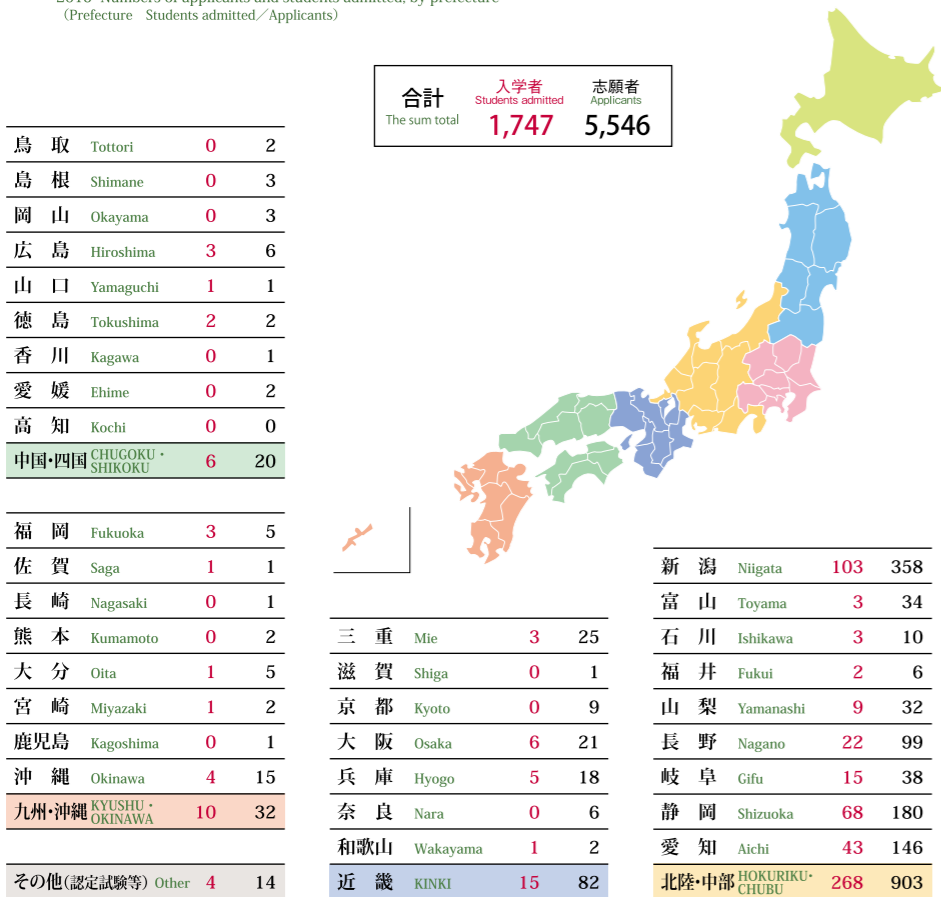 (Prefecture Students admitted/Applicants)
合計 入学者 志願者
The sum total Students admitted Applicants
1,747 5,546
鳥取 Tottori 0 2
島根 Shimane 0 3
岡山 Okayama 0 3
広島 Hiroshima 3 6
山口 Yamaguchi 1 1
徳島 Tokushima 2 2
香川 Kagawa 0 1
愛媛 Ehime 0 2
高知 Kochi 0 0
中国・四国 CHUGOKU・SHIKOKU 6 20
福岡 Fukuoka 3 5
佐賀 Saga 1 1
長崎 Nagasaki 0 1
熊本 Kumamoto 0 2
大分 Oita 1 5
宮崎 Miyazaki 1 2
鹿児島 Kagoshima 0 1
沖縄 Okinawa 4 15
九州・沖縄 KYUSHU・OKINAWA 10 32
その他(認定試験等) Other 4 14
三重 Mie 3 25
滋賀 Shiga 0 1
京都 Kyoto 0 9
大阪 Osaka 6 21
兵庫 Hyogo 5 18
奈良 Nara 0 6
和歌山 Wakayama 1 2
近畿 KINKI 15 82
新潟 Niigata 103 358
富山 Toyama 3 34
石川 Ishikawa 3 10
福井 Fukui 2 6
山梨 Yamanashi 9 32
長野 Nagano 22 99
岐阜 Gifu 15 38
静岡 Shizuoka 68 180
愛知 Aichi 43 146
北陸・中部 HOKURIKU・CHUBU 268 903